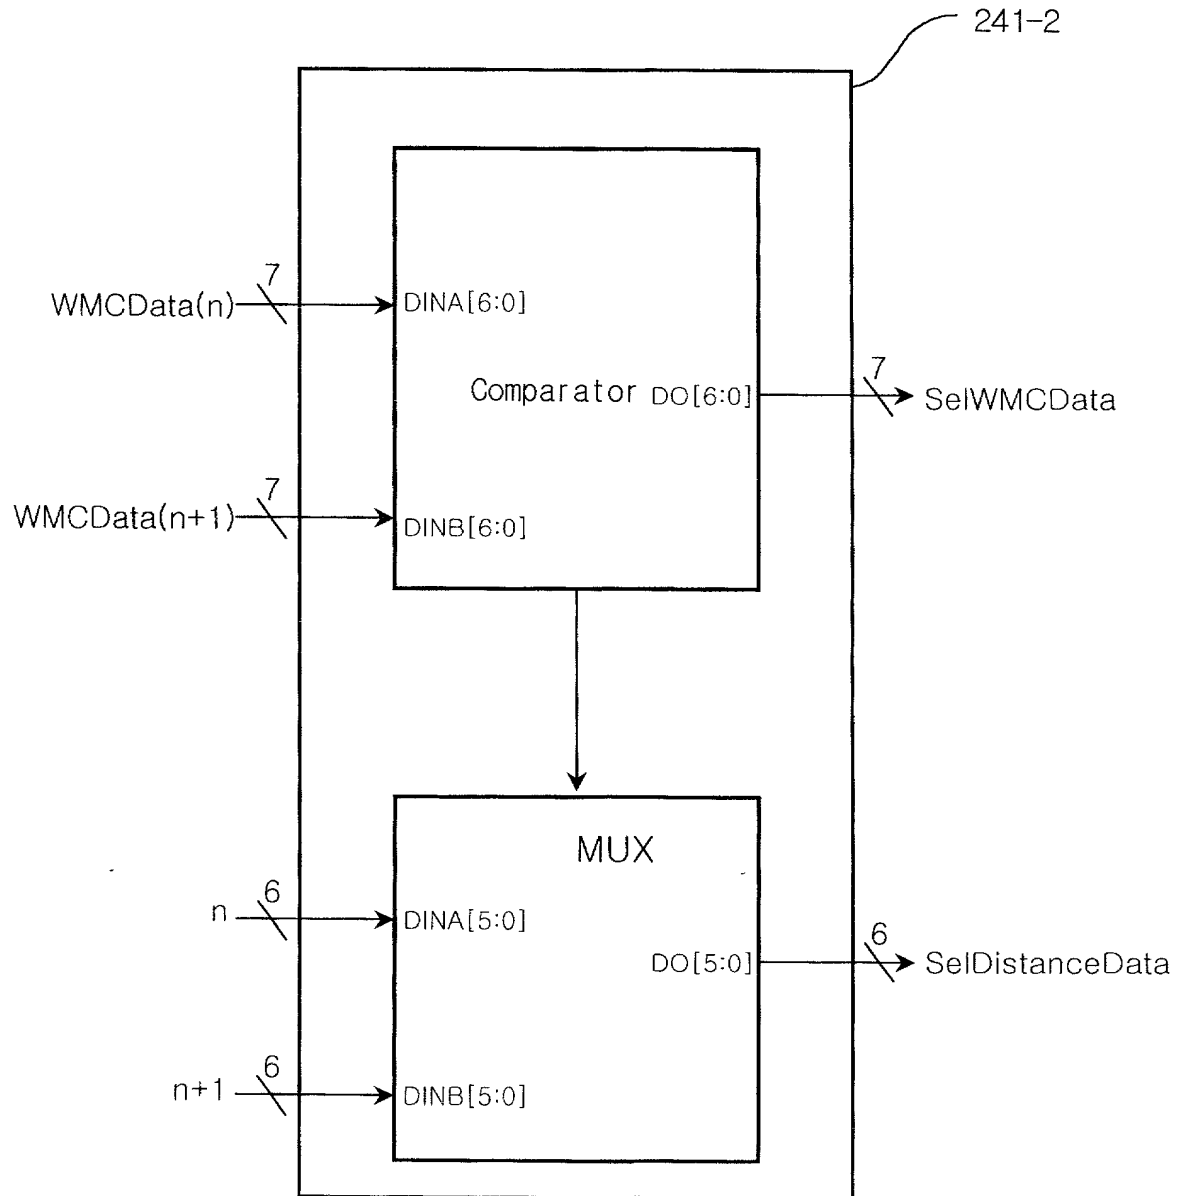 241-2
7
WMCData(n)
DINA[6:0]
7
Comparator DO[6:0]
SelWMCData
7
WMCData(n+1)
DINB[6:0]
MUX
6
n
DINA[5:0]
6
DO[5:0]
SelDistanceData
6
n+1
DINB[5:0]